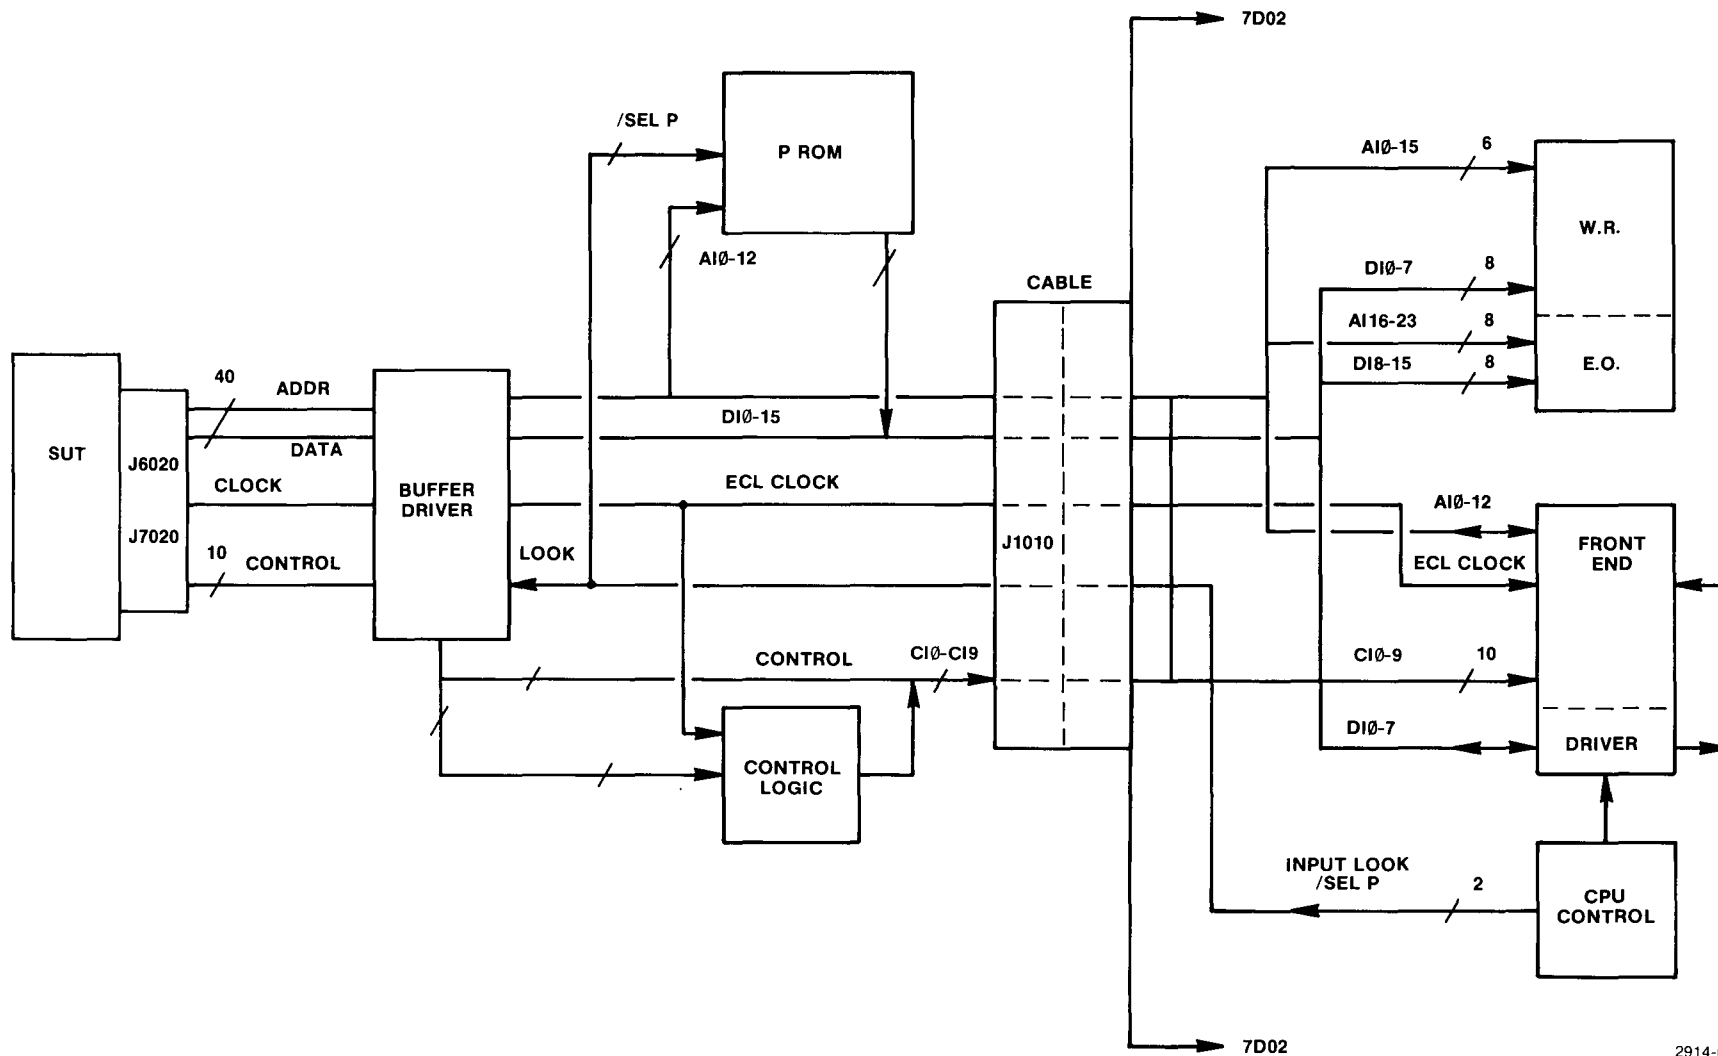 7D02
/SEL P
P ROM
AIØ-12
CABLE
AIØ-15
6
W.R.
DIØ-7
8
AI16-23
8
DI8-15
8
E.O.
SUT
40
ADDR
DATA
J6020
CLOCK
J7020
10
CONTROL
BUFFER
DRIVER
DIØ-15
ECL CLOCK
LOOK
J1010
AIØ-12
ECL CLOCK
FRONT
END
CONTROL
CIØ-CI9
CIØ-9
10
DIØ-7
DRIVER
CONTROL
LOGIC
INPUT LOOK
/SEL P
2
CPU
CONTROL
7D02